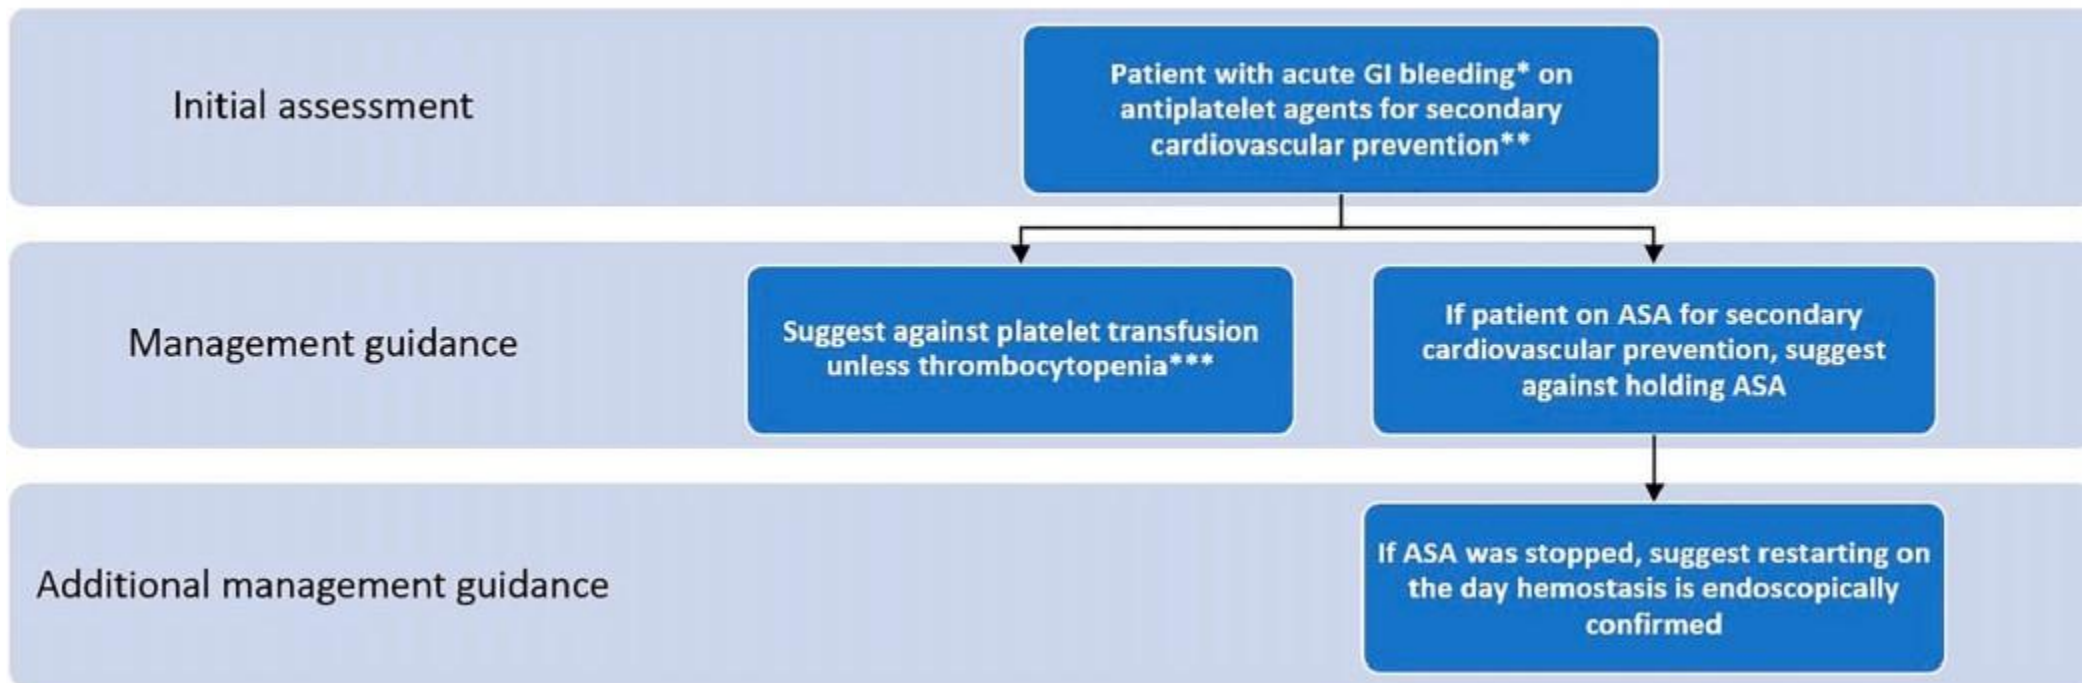 Initial assessment
Patient with acute GI bleeding* on
antiplatelet agents for secondary
cardiovascular prevention**
Management guidance
Suggest against platelet transfusion
unless thrombocytopenia***
If patient on ASA for secondary
cardiovascular prevention, suggest
against holding ASA
Additional management guidance
If ASA was stopped, suggest restarting on
the day hemostasis is endoscopically
confirmed